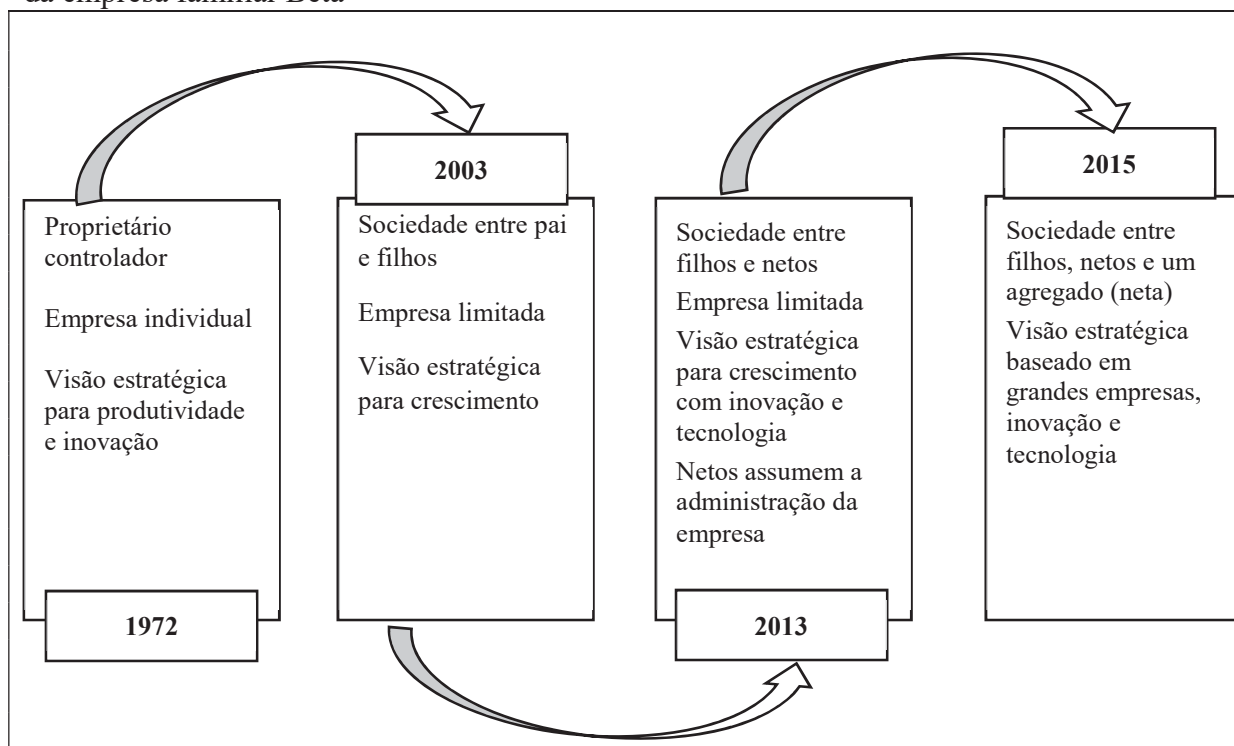 da empresa familiar Beta
Proprietário
controlador
Empresa individual
Visão estratégica
para produtividade
e inovação
1972
2003
Sociedade entre pai
e filhos
Empresa limitada
Visão estratégica
para crescimento
Sociedade entre
filhos e netos
Empresa limitada
Visão estratégica
para crescimento
com inovação e
tecnologia
Netos assumem a
administração da
empresa
2013
2015
Sociedade entre
filhos, netos e um
agregado (neta)
Visão estratégica
baseado em
grandes empresas,
inovação e
tecnologia